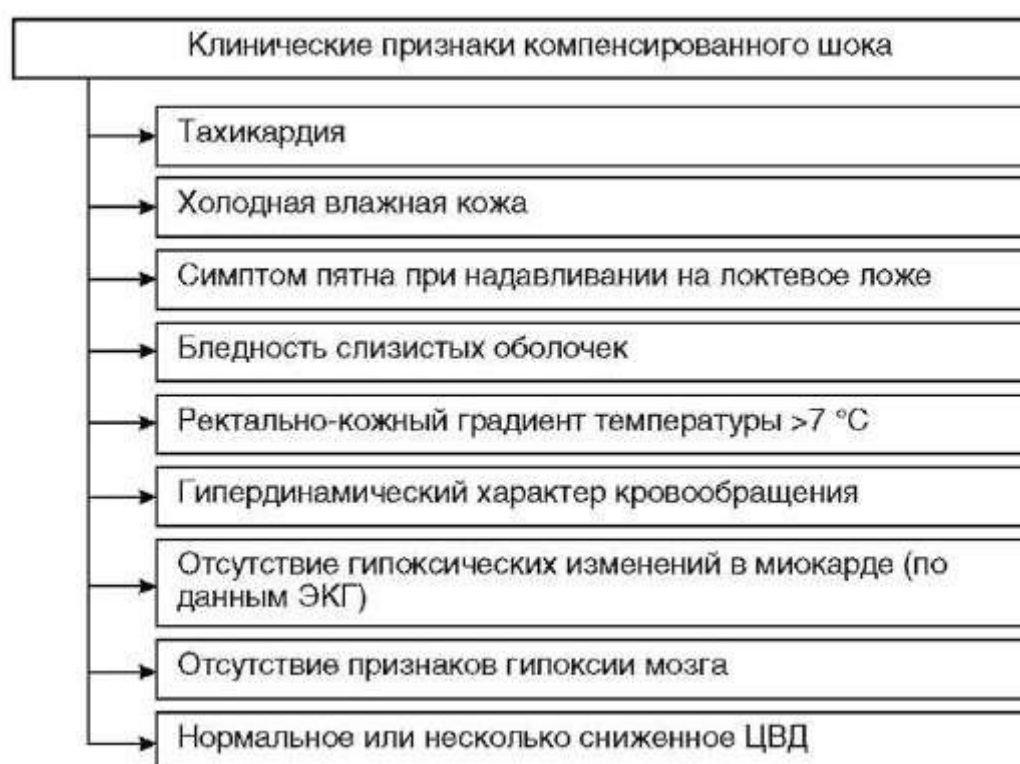 Клинические признаки компенсированного шока
Тахикардия
Холодная влажная кожа
Симптом пятна при надавливании на локтевое ложе
Бледность слизистых оболочек
Ректально-кожный градиент температуры >7 °C
Гипердинамический характер кровообращения
Отсутствие гипоксических изменений в миокарде (по
данным ЭКГ)
Отсутствие признаков гипоксии мозга
Нормальное или несколько сниженное ЦВД